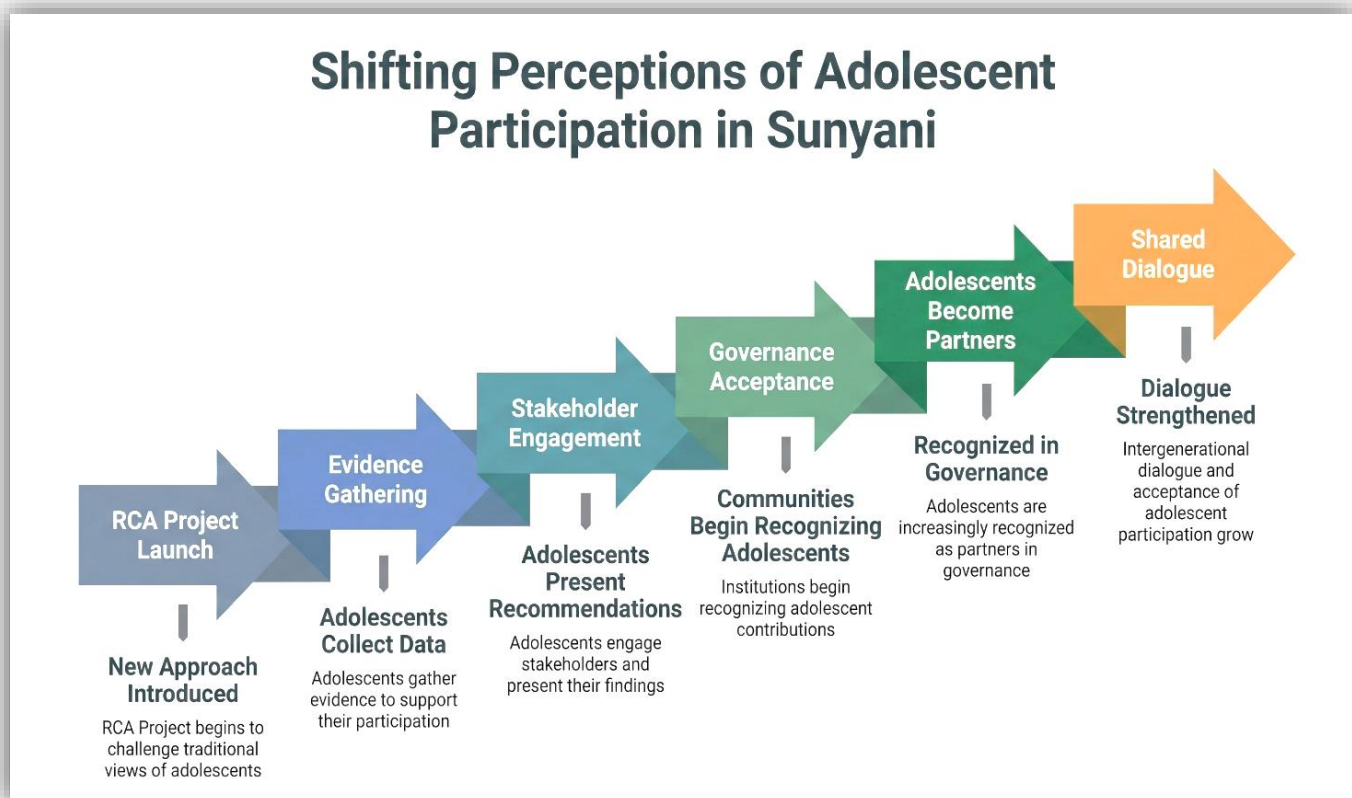 Shifting Perceptions of Adolescent
Participation in Sunyani
RCA Project
Launch
New Approach
Introduced
RCA Project begins to
challenge traditional
views of adolescents
Evidence
Gathering
Adolescents
Collect Data
Adolescents gather
evidence to support
their participation
Stakeholder
Engagement
Adolescents
Present
Recommendations
Adolescents engage
stakeholders and
present their findings
Governance
Acceptance
Communities
Begin Recognizing
Adolescents
Institutions begin
recognizing adolescent
contributions
Adolescents
Become
Partners
Recognized in
Governance
Adolescents are
increasingly recognized
as partners in
governance
Shared
Dialogue
Dialogue
Strengthened
Intergenerational
dialogue and
acceptance of
adolescent
participation grow